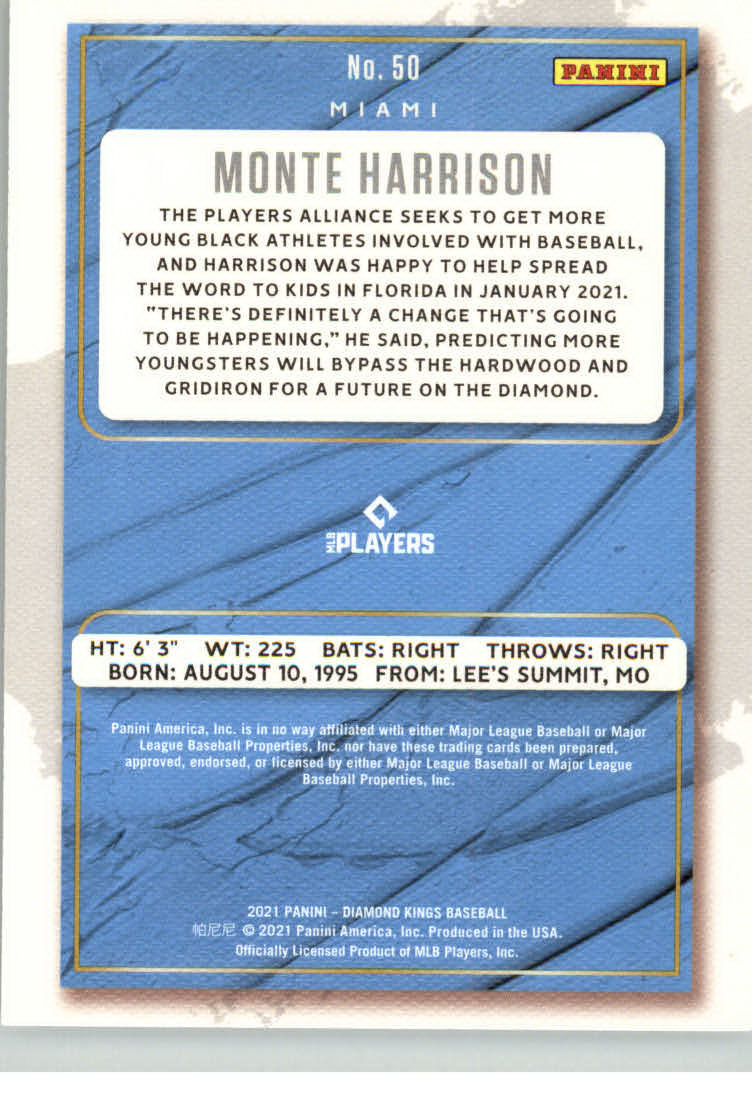 No. 50
PANINI
MIAMI
MONTE HARRISON
THE PLAYERS ALLIANCE SEEKS TO GET MORE
YOUNG BLACK ATHLETES INVOLVED WITH BASEBALL,
AND HARRISON WAS HAPPY TO HELP SPREAD
THE WORD TO KIDS IN FLORIDA IN JANUARY 2021.
"THERE'S DEFINITELY A CHANGE THAT'S GOING
TO BE HAPPENING," HE SAID, PREDICTING MORE
YOUNGSTERS WILL BYPASS THE HARDWOOD AND
GRIDIRON FOR A FUTURE ON THE DIAMOND.
MLB PLAYERS
HT: 6' 3" WT: 225 BATS: RIGHT THROWS: RIGHT
BORN: AUGUST 10, 1995 FROM: LEE'S SUMMIT, MO
Panini America, Inc. is in no way affiliated with either Major League Baseball or Major
League Baseball Properties, Inc. nor have these trading cards been prepared,
approved, endorsed, or licensed by either Major League Baseball or Major League
Baseball Properties, Inc.
2021 PANINI – DIAMOND KINGS BASEBALL
帕尼尼 © 2021 Panini America, Inc. Produced in the USA.
Officially Licensed Product of MLB Players, Inc.